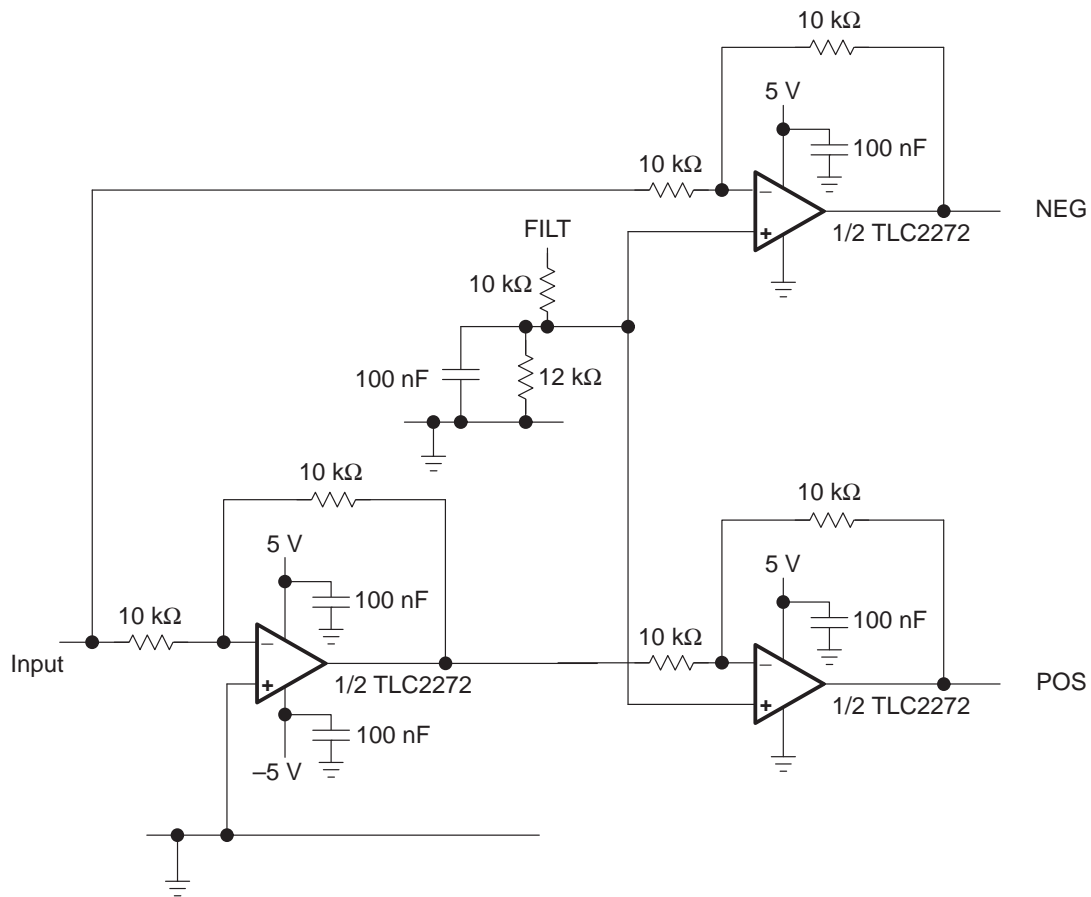 10 kΩ
5 V
100 nF
10 kΩ
–
+
NEG
1/2 TLC2272
FILT
10 kΩ
100 nF
12 kΩ
10 kΩ
10 kΩ
5 V
5 V
100 nF
100 nF
10 kΩ
10 kΩ
–
+
–
+
Input
1/2 TLC2272
POS
1/2 TLC2272
100 nF
–5 V